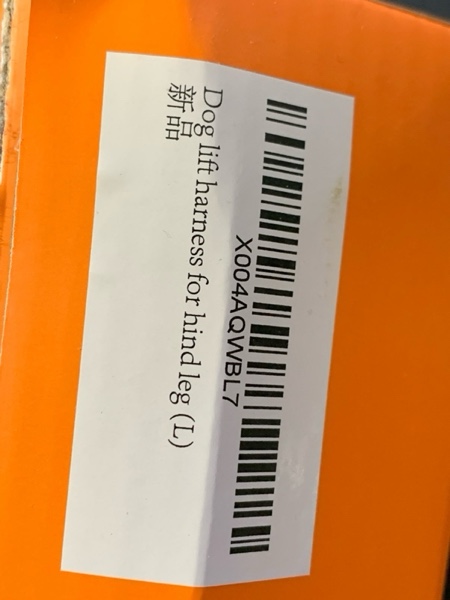 X004AQWBL7
Dog lift harness for hind leg (L)
新品